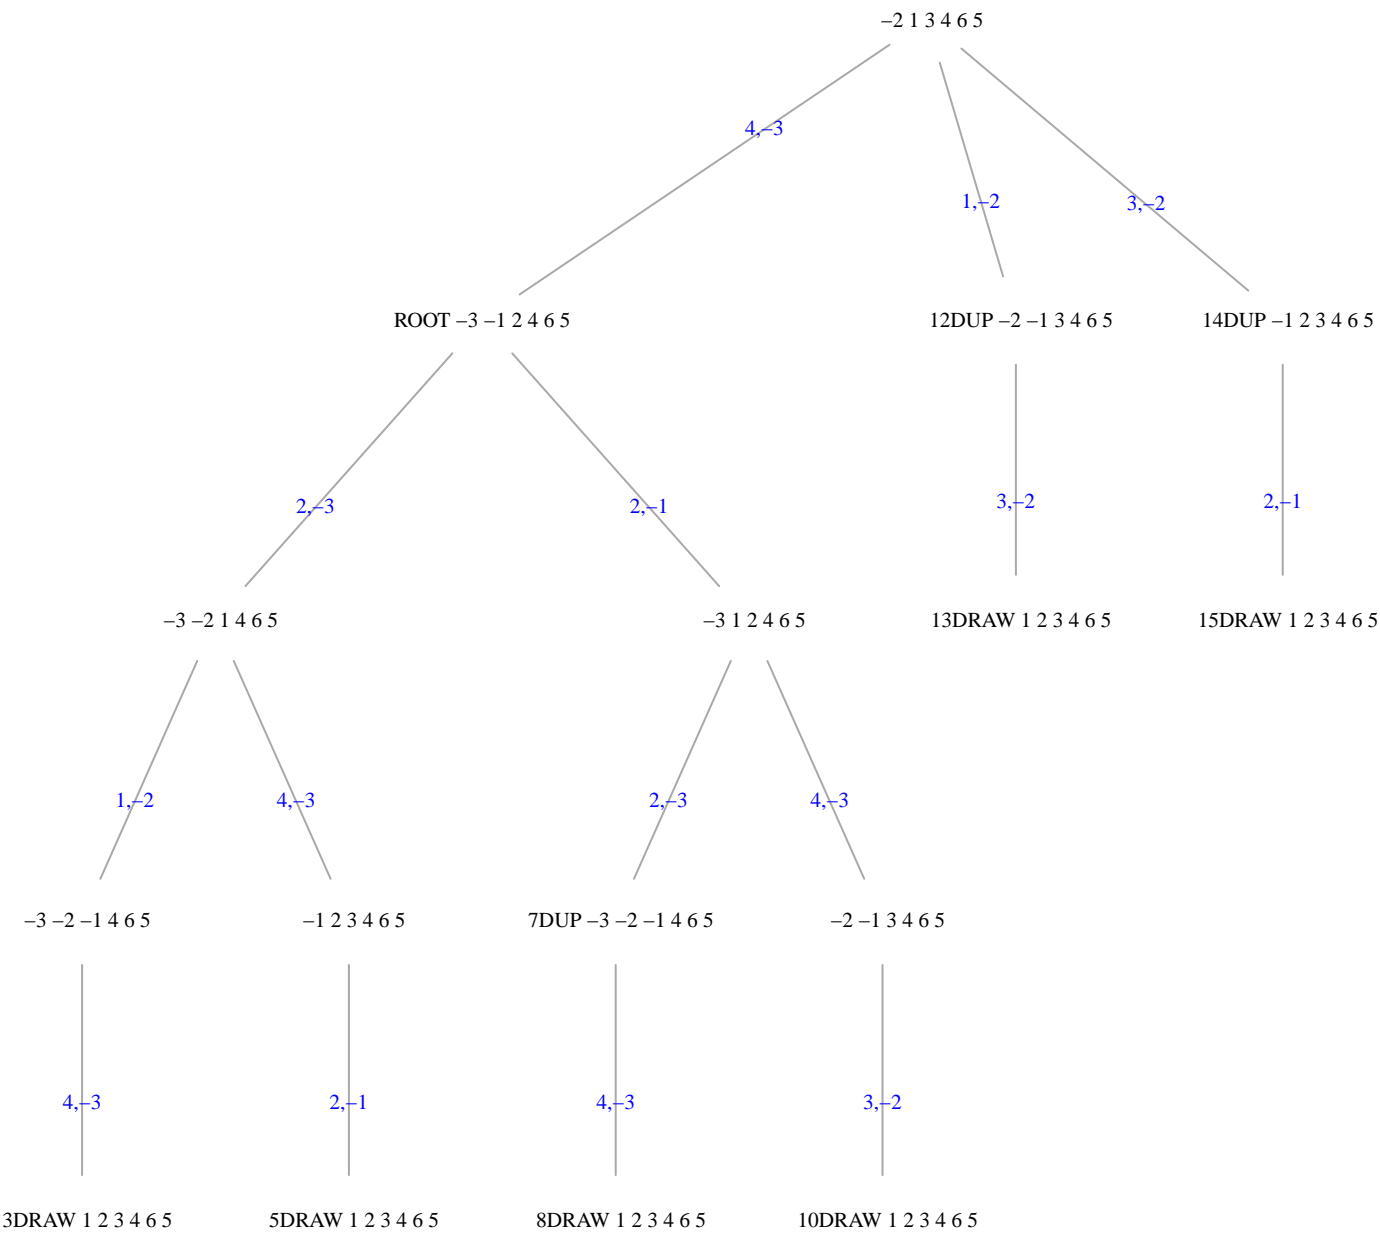 –2 1 3 4 6 5
4,–3
1,–2
3,–2
ROOT –3 –1 2 4 6 5
12DUP –2 –1 3 4 6 5
14DUP –1 2 3 4 6 5
2,–3
2,–1
3,–2
2,–1
–3 –2 1 4 6 5
–3 1 2 4 6 5
13DRAW 1 2 3 4 6 5
15DRAW 1 2 3 4 6 5
1,–2
4,–3
2,–3
4,–3
–3 –2 –1 4 6 5
–1 2 3 4 6 5
7DUP –3 –2 –1 4 6 5
–2 –1 3 4 6 5
4,–3
2,–1
4,–3
3,–2
3DRAW 1 2 3 4 6 5
5DRAW 1 2 3 4 6 5
8DRAW 1 2 3 4 6 5
10DRAW 1 2 3 4 6 5